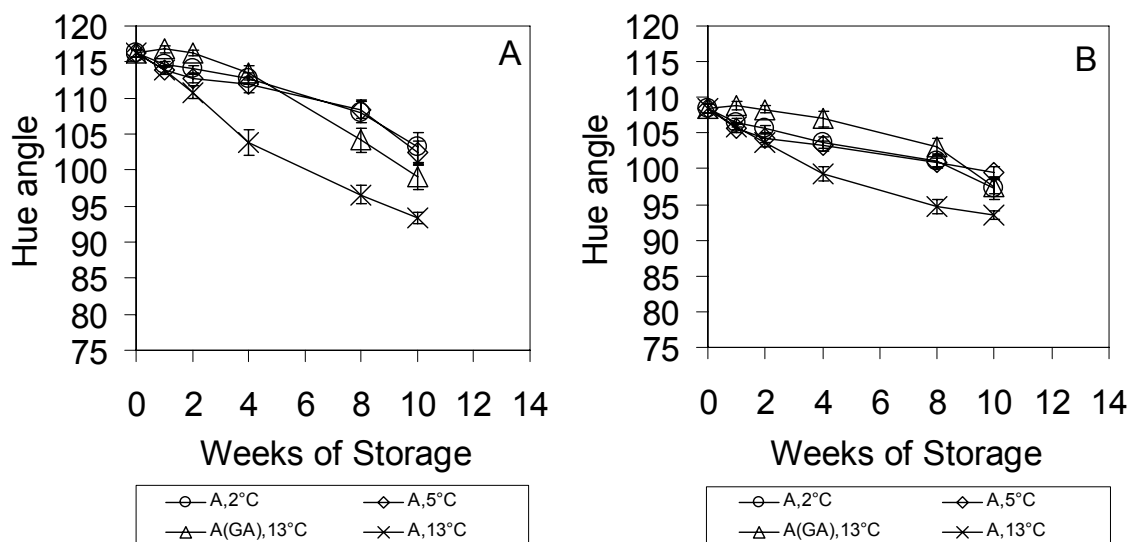 A
Hue angle
120
115
110
105
100
95
90
85
80
75
0 2 4 6 8 10 12 14
Weeks of Storage
A,2°C A,5°C
A(GA),13°C A,13°C
B
Hue angle
120
115
110
105
100
95
90
85
80
75
0 2 4 6 8 10 12 14
Weeks of Storage
A,2°C A,5°C
A(GA),13°C A,13°C